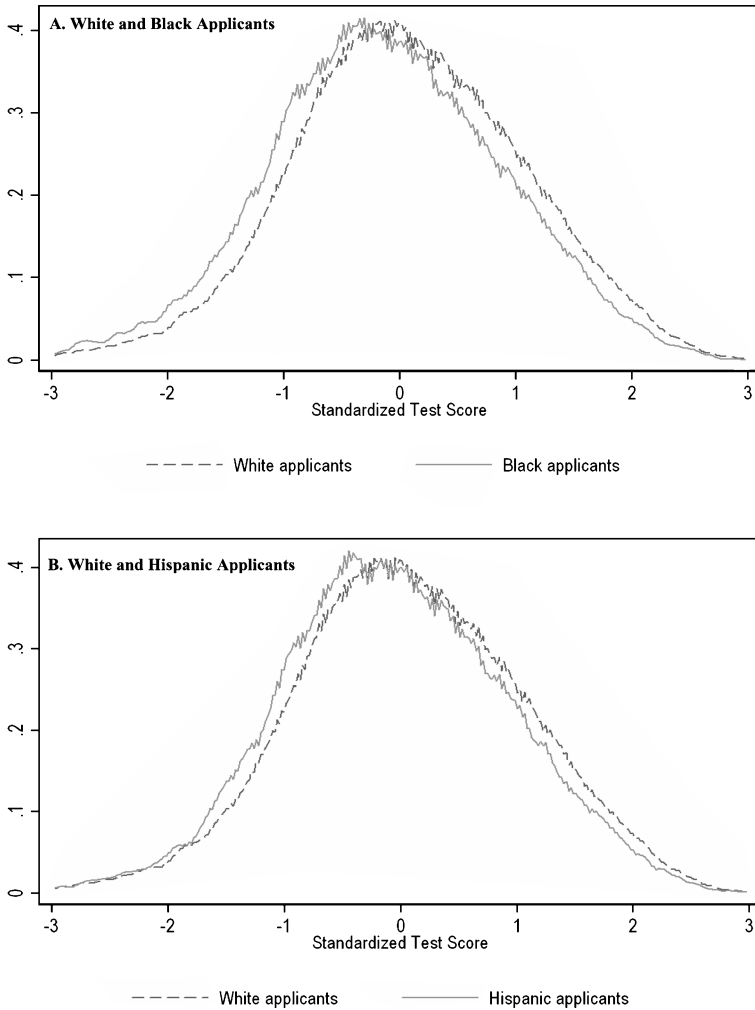 A. White and Black Applicants
.4
.3
.2
.1
0
-3 -2 -1 0 1 2 3
Standardized Test Score
White applicants Black applicants
B. White and Hispanic Applicants
.4
.3
.2
.1
0
-3 -2 -1 0 1 2 3
Standardized Test Score
White applicants Hispanic applicants